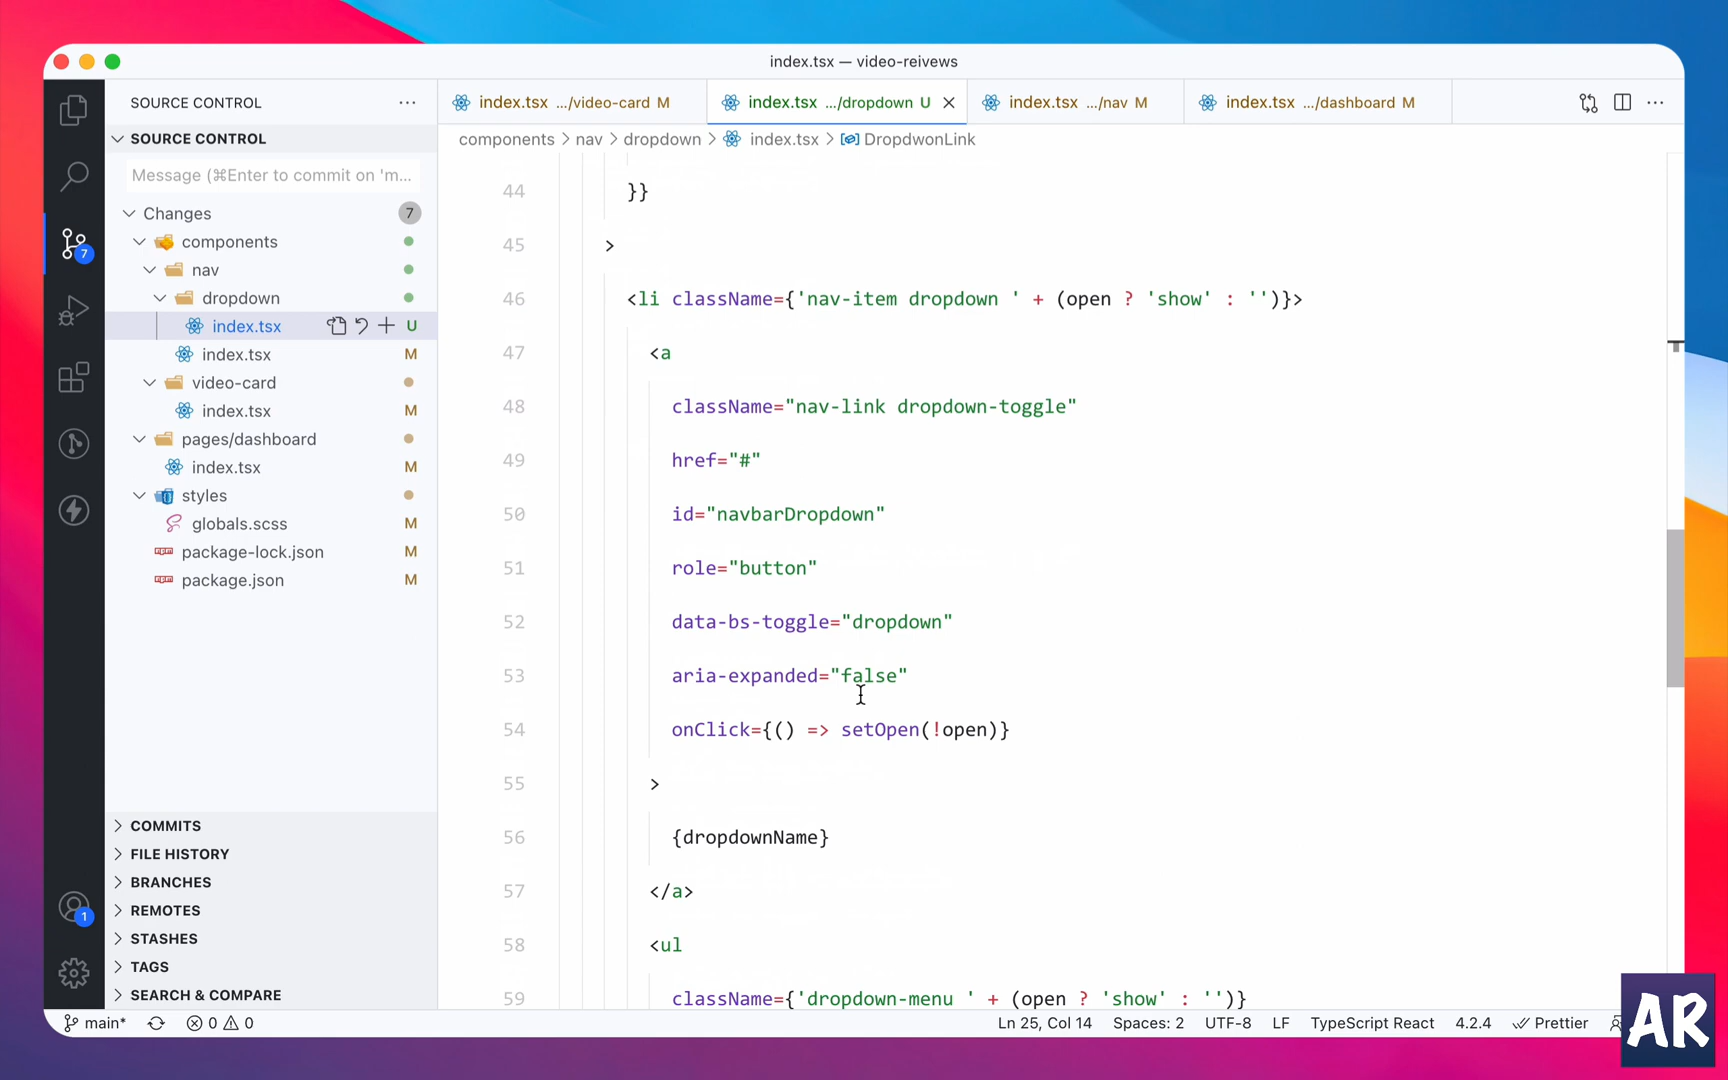 index.tsx — video-reivews
SOURCE CONTROL ···
index.tsx .../video-card M
index.tsx .../dropdown U
index.tsx .../nav M
index.tsx .../dashboard M
SOURCE CONTROL
components > nav > dropdown > index.tsx > DropdwonLink
Message (⌘Enter to commit on 'm...
Changes 7
components
nav
dropdown
index.tsx U
index.tsx M
video-card
index.tsx M
pages/dashboard
index.tsx M
styles
globals.scss M
package-lock.json M
package.json M
7
1
COMMITS
FILE HISTORY
BRANCHES
REMOTES
STASHES
TAGS
SEARCH & COMPARE
44 }}
45 >
46 <li className={'nav-item dropdown ' + (open ? 'show' : '')}>
47 <a
48 className="nav-link dropdown-toggle"
49 href="#"
50 id="navbarDropdown"
51 role="button"
52 data-bs-toggle="dropdown"
53 aria-expanded="false"
54 onClick={() => setOpen(!open)}
55 >
56 {dropdownName}
57 </a>
58 <ul
59 className={'dropdown-menu ' + (open ? 'show' : '')}
main* 0 0 Ln 25, Col 14 Spaces: 2 UTF-8 LF TypeScript React 4.2.4 Prettier
AR